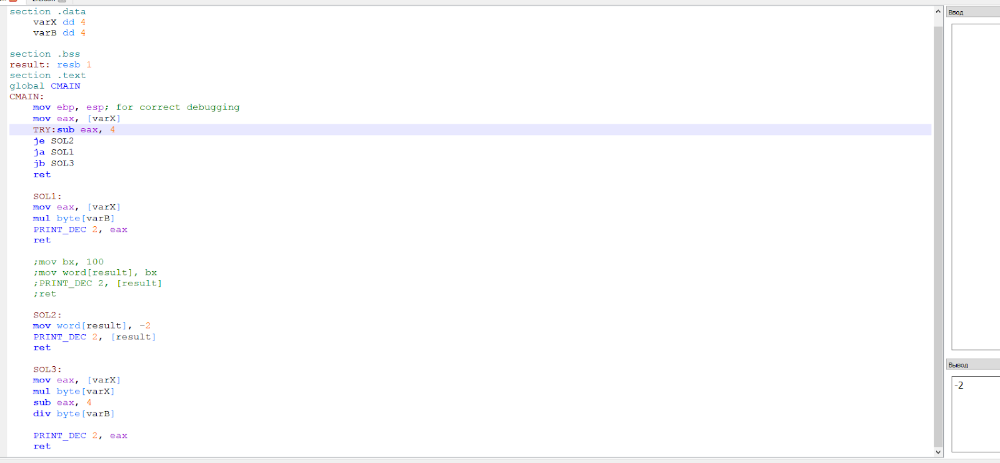 section .data
varX dd 4
varB dd 4
section .bss
result: resb 1
section .text
global CMAIN
CMAIN:
mov ebp, esp; for correct debugging
mov eax, [varX]
TRY:sub eax, 4
je SOL2
ja SOL1
jb SOL3
ret
SOL1:
mov eax, [varX]
mul byte[varB]
PRINT_DEC 2, eax
ret
;mov bx, 100
;mov word[result], bx
;PRINT_DEC 2, [result]
;ret
SOL2:
mov word[result], -2
PRINT_DEC 2, [result]
ret
SOL3:
mov eax, [varX]
mul byte[varX]
sub eax, 4
div byte[varB]
PRINT_DEC 2, eax
ret
Ввод
Вывод
-2